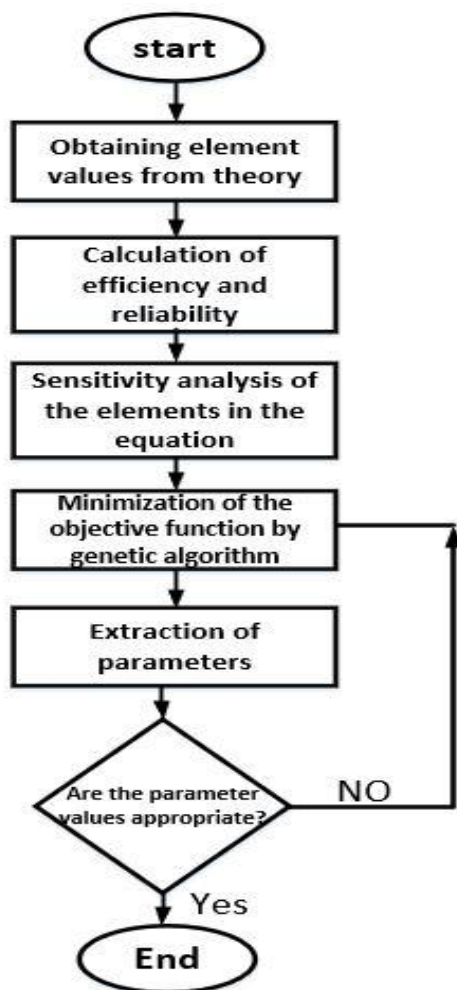 start
Obtaining element
values from theory
Calculation of
efficiency and
reliability
Sensitivity analysis of
the elements in the
equation
Minimization of the
objective function by
genetic algorithm
Extraction of
parameters
Are the parameter
values appropriate?
NO
Yes
End